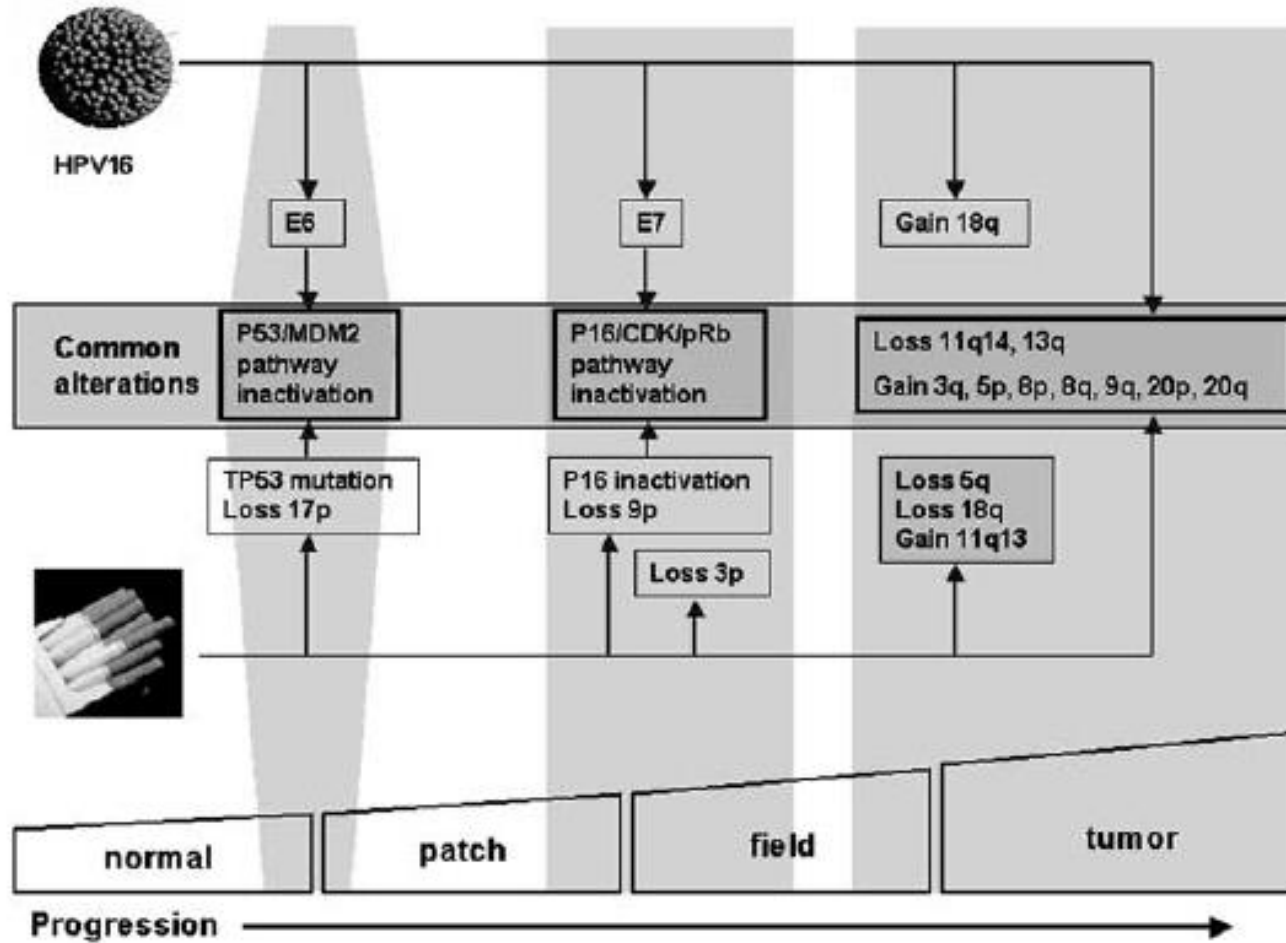 HPV16
E6
E7
Gain 18q
Common
alterations
P53/MDM2
pathway
inactivation
P16/CDK/pRb
pathway
inactivation
Loss 11q14, 13q
Gain 3q, 5p, 8p, 8q, 9q, 20p, 20q
TP53 mutation
Loss 17p
P16 inactivation
Loss 9p
Loss 3p
Loss 5q
Loss 18q
Gain 11q13
normal
patch
field
tumor
Progression